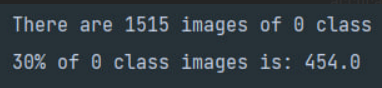 There are 1515 images of 0 class
30% of 0 class images is: 454.0